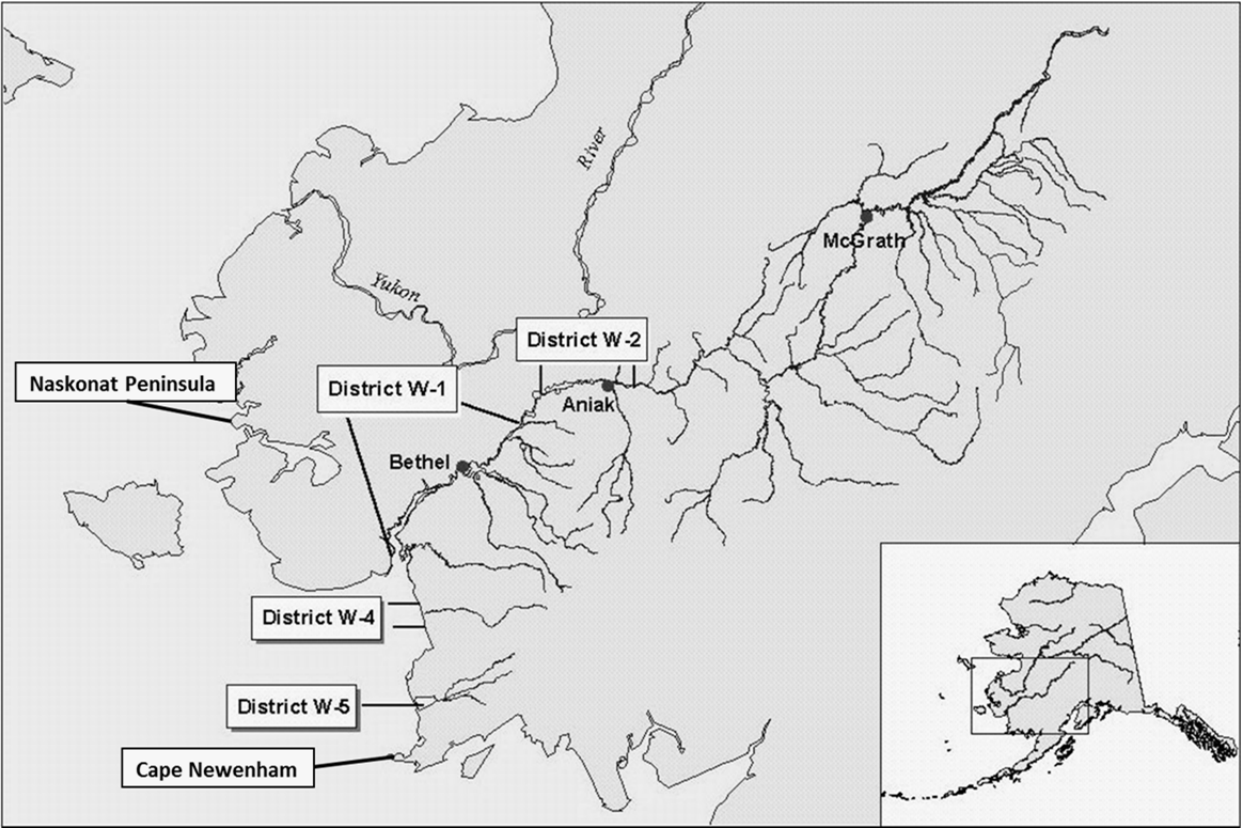 River
McGrath
Yukon
District W-2
Naskonat Peninsula
District W-1
Aniak
Bethel
District W-4
District W-5
Cape Newenham